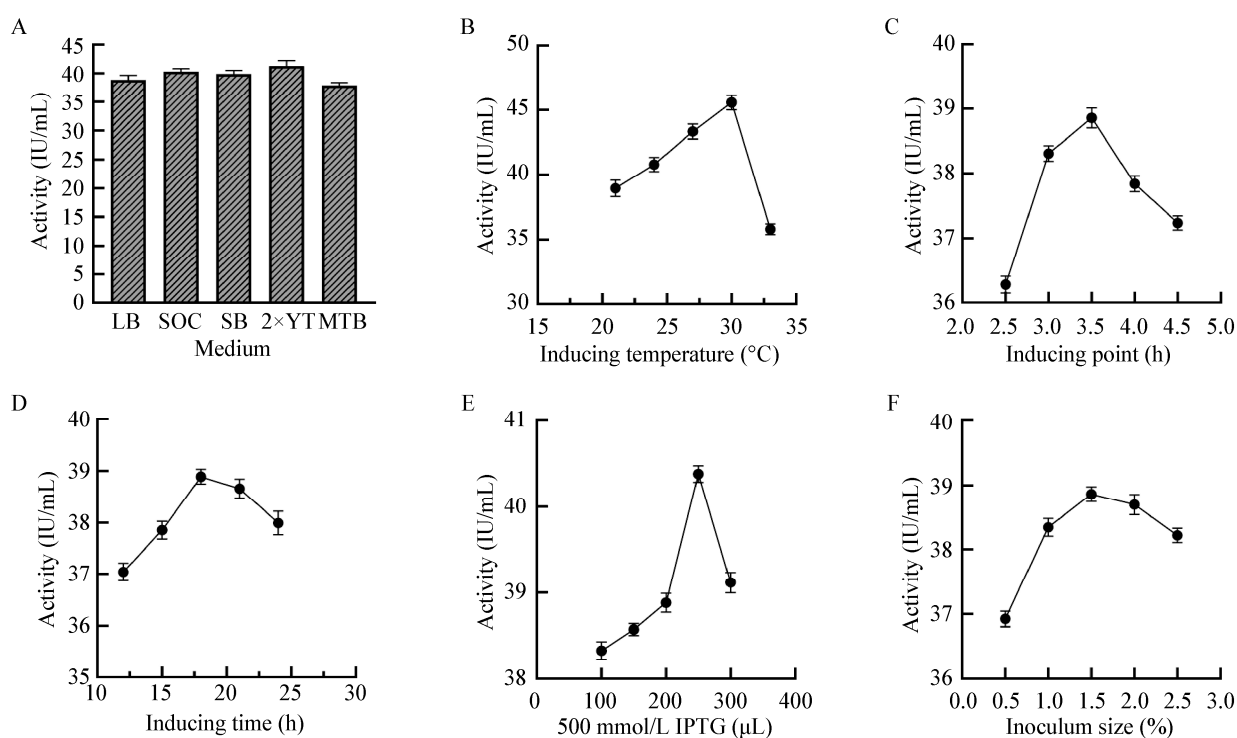 A
Activity (IU/mL)
45
40
35
30
25
20
15
10
5
0
LB SOC SB 2×YT MTB
Medium
B
Activity (IU/mL)
50
45
40
35
30
15 20 25 30 35
Inducing temperature (°C)
C
Activity (IU/mL)
40
39
38
37
36
2.0 2.5 3.0 3.5 4.0 4.5 5.0
Inducing point (h)
D
Activity (IU/mL)
40
39
38
37
36
35
10 15 20 25 30
Inducing time (h)
E
Activity (IU/mL)
41
40
39
38
0 100 200 300 400
500 mmol/L IPTG (μL)
F
Activity (IU/mL)
40
39
38
37
36
0.0 0.5 1.0 1.5 2.0 2.5 3.0
Inoculum size (%)